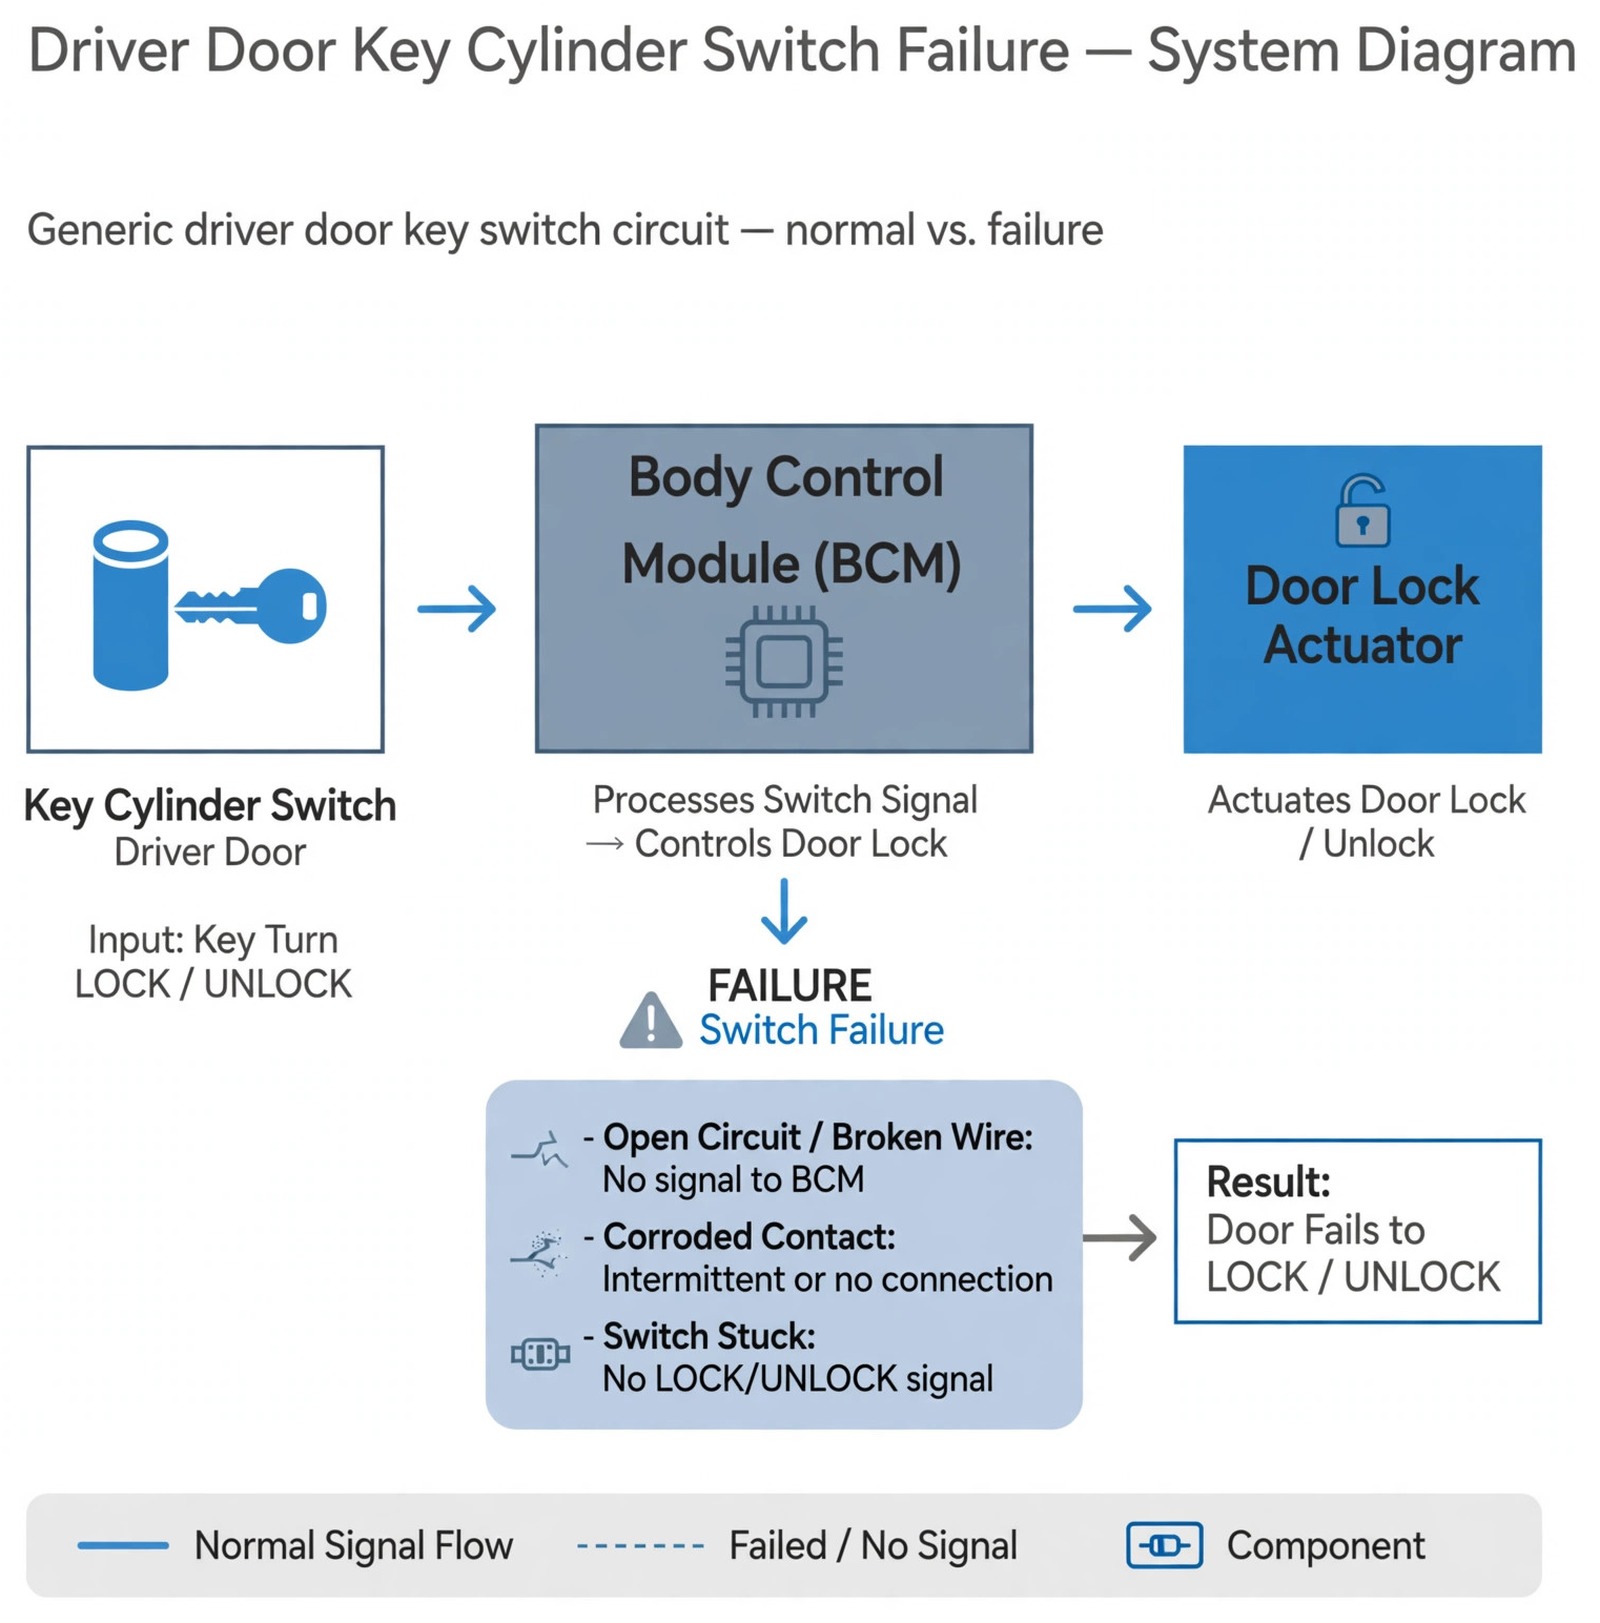 Driver Door Key Cylinder Switch Failure — System Diagram
Generic driver door key switch circuit — normal vs. failure
Body Control
Module (BCM)
Door Lock
Actuator
Key Cylinder Switch
Driver Door
Input: Key Turn
LOCK / UNLOCK
Processes Switch Signal
→ Controls Door Lock
Actuates Door Lock
/ Unlock
FAILURE
Switch Failure
- Open Circuit / Broken Wire:
No signal to BCM
- Corroded Contact:
Intermittent or no connection
- Switch Stuck:
No LOCK/UNLOCK signal
Result:
Door Fails to
LOCK / UNLOCK
Normal Signal Flow
Failed / No Signal
Component